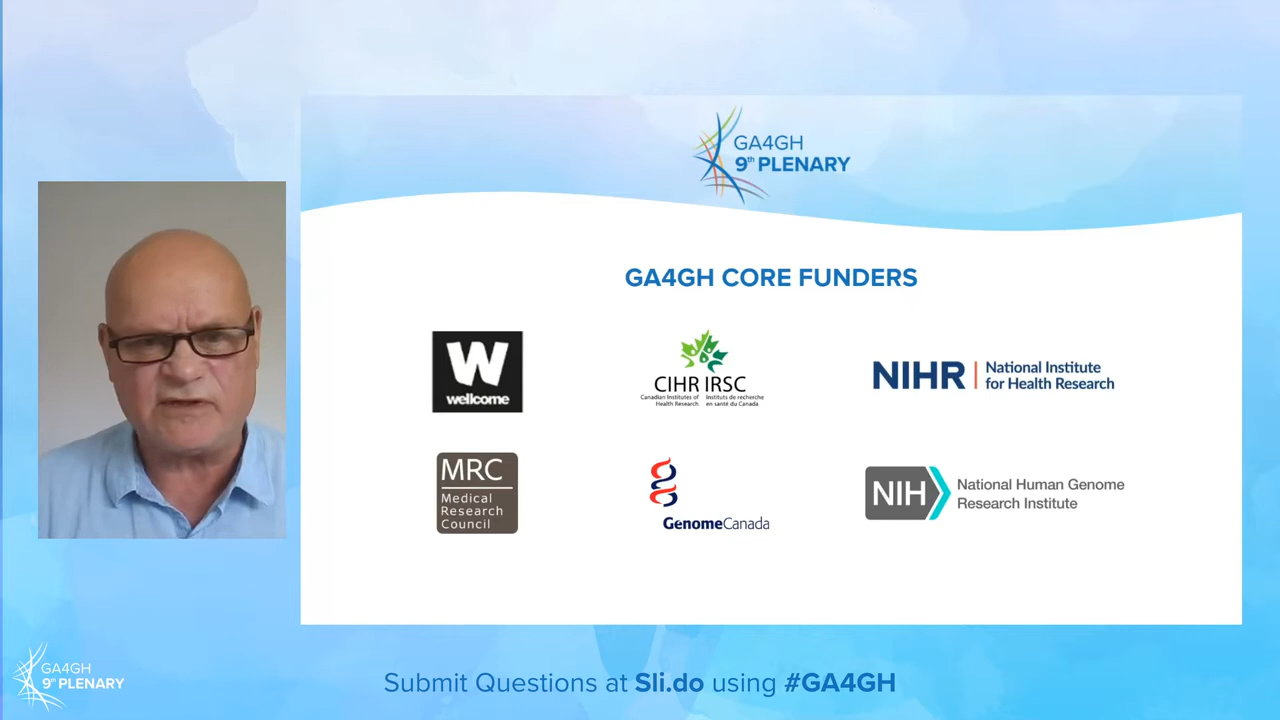 GA4GH
9th PLENARY
GA4GH CORE FUNDERS
W
wellcome
CIHR IRSC
Canadian Institutes of Health Research
Instituts de recherche en santé du Canada
NIHR | National Institute
for Health Research
MRC
Medical
Research
Council
GenomeCanada
NIH
National Human Genome
Research Institute
GA4GH
9th PLENARY
Submit Questions at Sli.do using #GA4GH